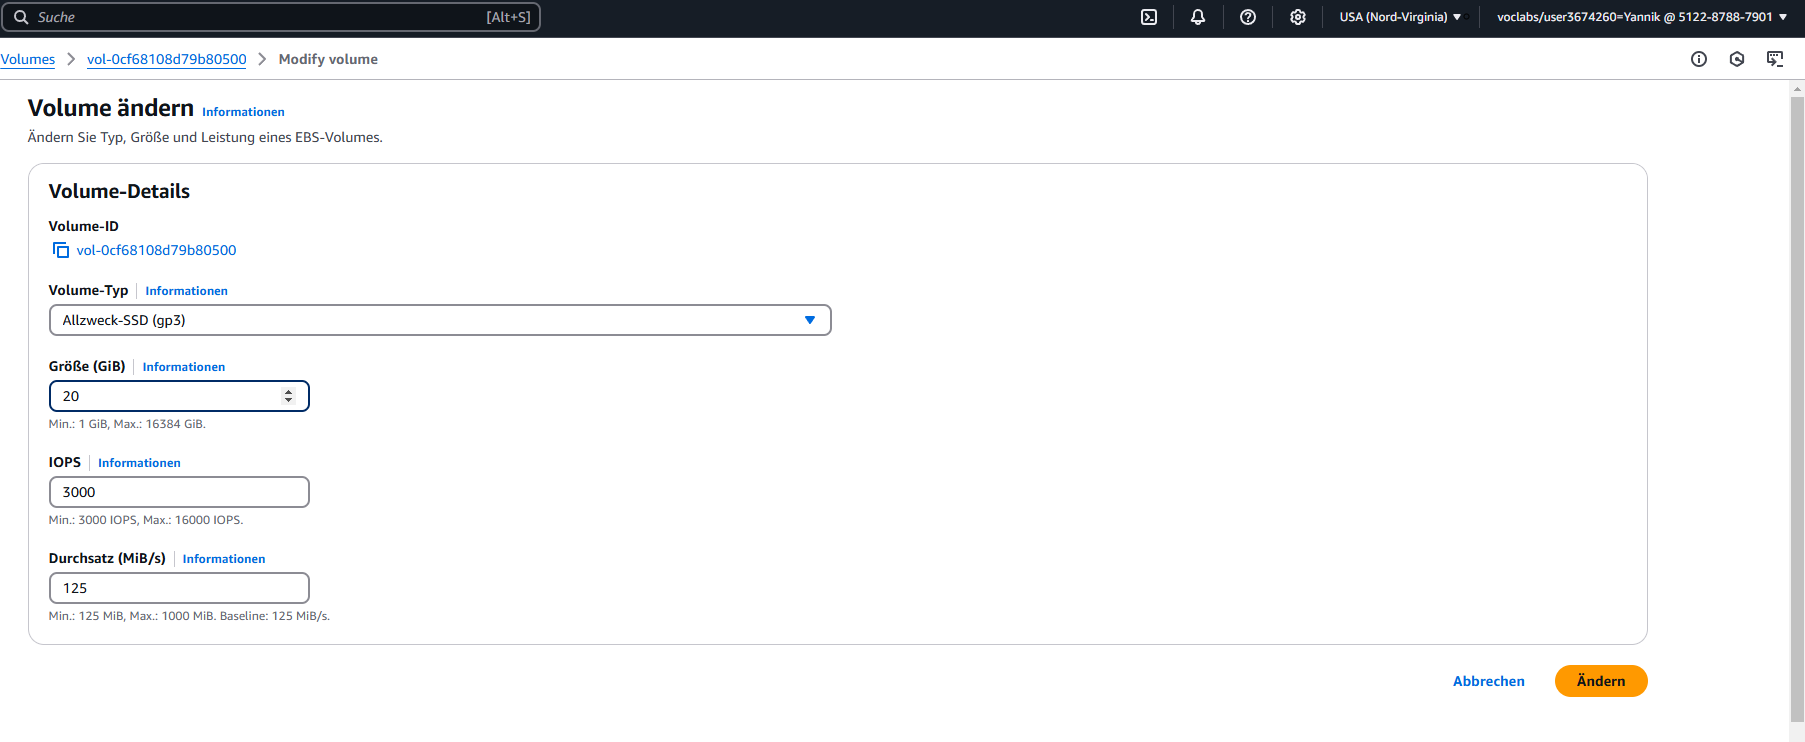 Suche [Alt+S] USA (Nord-Virginia) voclabs/user3674260=Yannik @ 5122-8788-7901
Volumes vol-0cf68108d79b80500 Modify volume
Volume ändern Informationen
Ändern Sie Typ, Größe und Leistung eines EBS-Volumes.
Volume-Details
Volume-ID
vol-0cf68108d79b80500
Volume-Typ Informationen
Allzweck-SSD (gp3)
Größe (GiB) Informationen
20
Min.: 1 GiB, Max.: 16384 GiB.
IOPS Informationen
3000
Min.: 3000 IOPS, Max.: 16000 IOPS.
Durchsatz (MiB/s) Informationen
125
Min.: 125 MiB, Max.: 1000 MiB. Baseline: 125 MiB/s.
Abbrechen Ändern